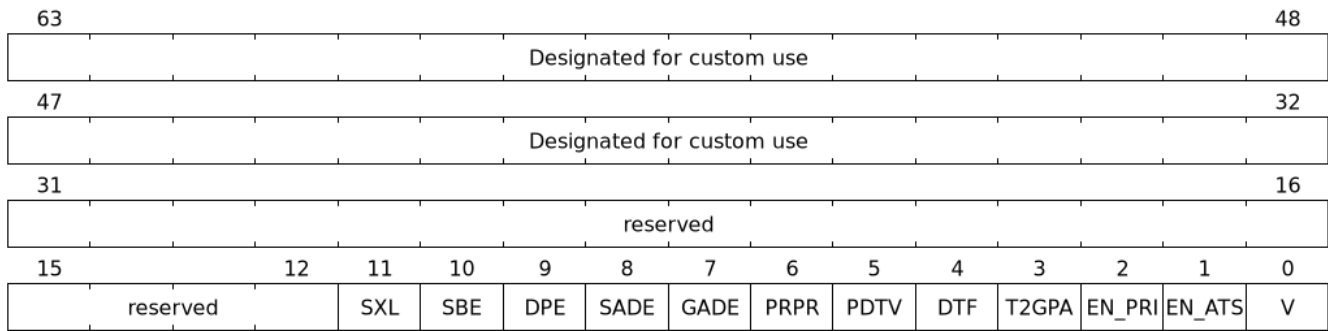 63 48
Designated for custom use
47 32
Designated for custom use
31 16
reserved
15 12 11 10 9 8 7 6 5 4 3 2 1 0
reserved SXL SBE DPE SADE GADE PRPR PDTV DTF T2GPA EN_PRI EN_ATS V